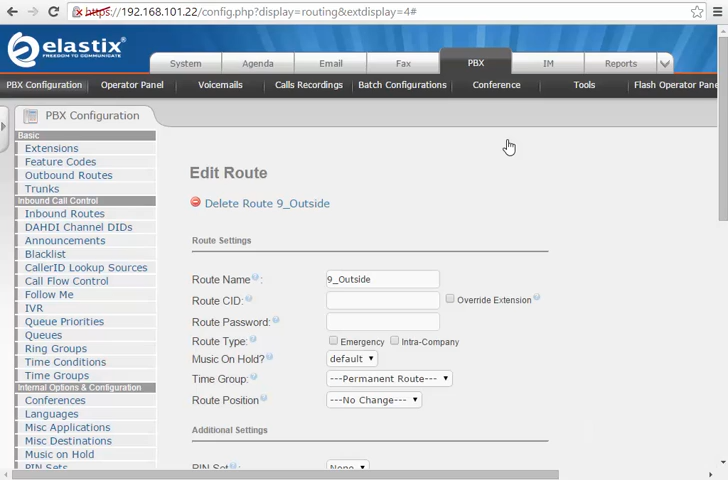 https://192.168.101.22/config.php?display=routing&extdisplay=4#
elastix
FREEDOM TO COMMUNICATE
System Agenda Email Fax PBX IM Reports
PBX Configuration Operator Panel Voicemails Calls Recordings Batch Configurations Conference Tools Flash Operator Pane
PBX Configuration
Basic
Extensions
Feature Codes
Outbound Routes
Trunks
Inbound Call Control
Inbound Routes
DAHDI Channel DIDs
Announcements
Blacklist
CallerID Lookup Sources
Call Flow Control
Follow Me
IVR
Queue Priorities
Queues
Ring Groups
Time Conditions
Time Groups
Internal Options & Configuration
Conferences
Languages
Misc Applications
Misc Destinations
Music on Hold
PIN Sets
Edit Route
Delete Route 9_Outside
Route Settings
Route Name?: 9_Outside
Route CID:? Override Extension?
Route Password:?
Route Type:? Emergency Intra-Company
Music On Hold?? default
Time Group:? ---Permanent Route---
Route Position? ---No Change---
Additional Settings
PIN Set? None